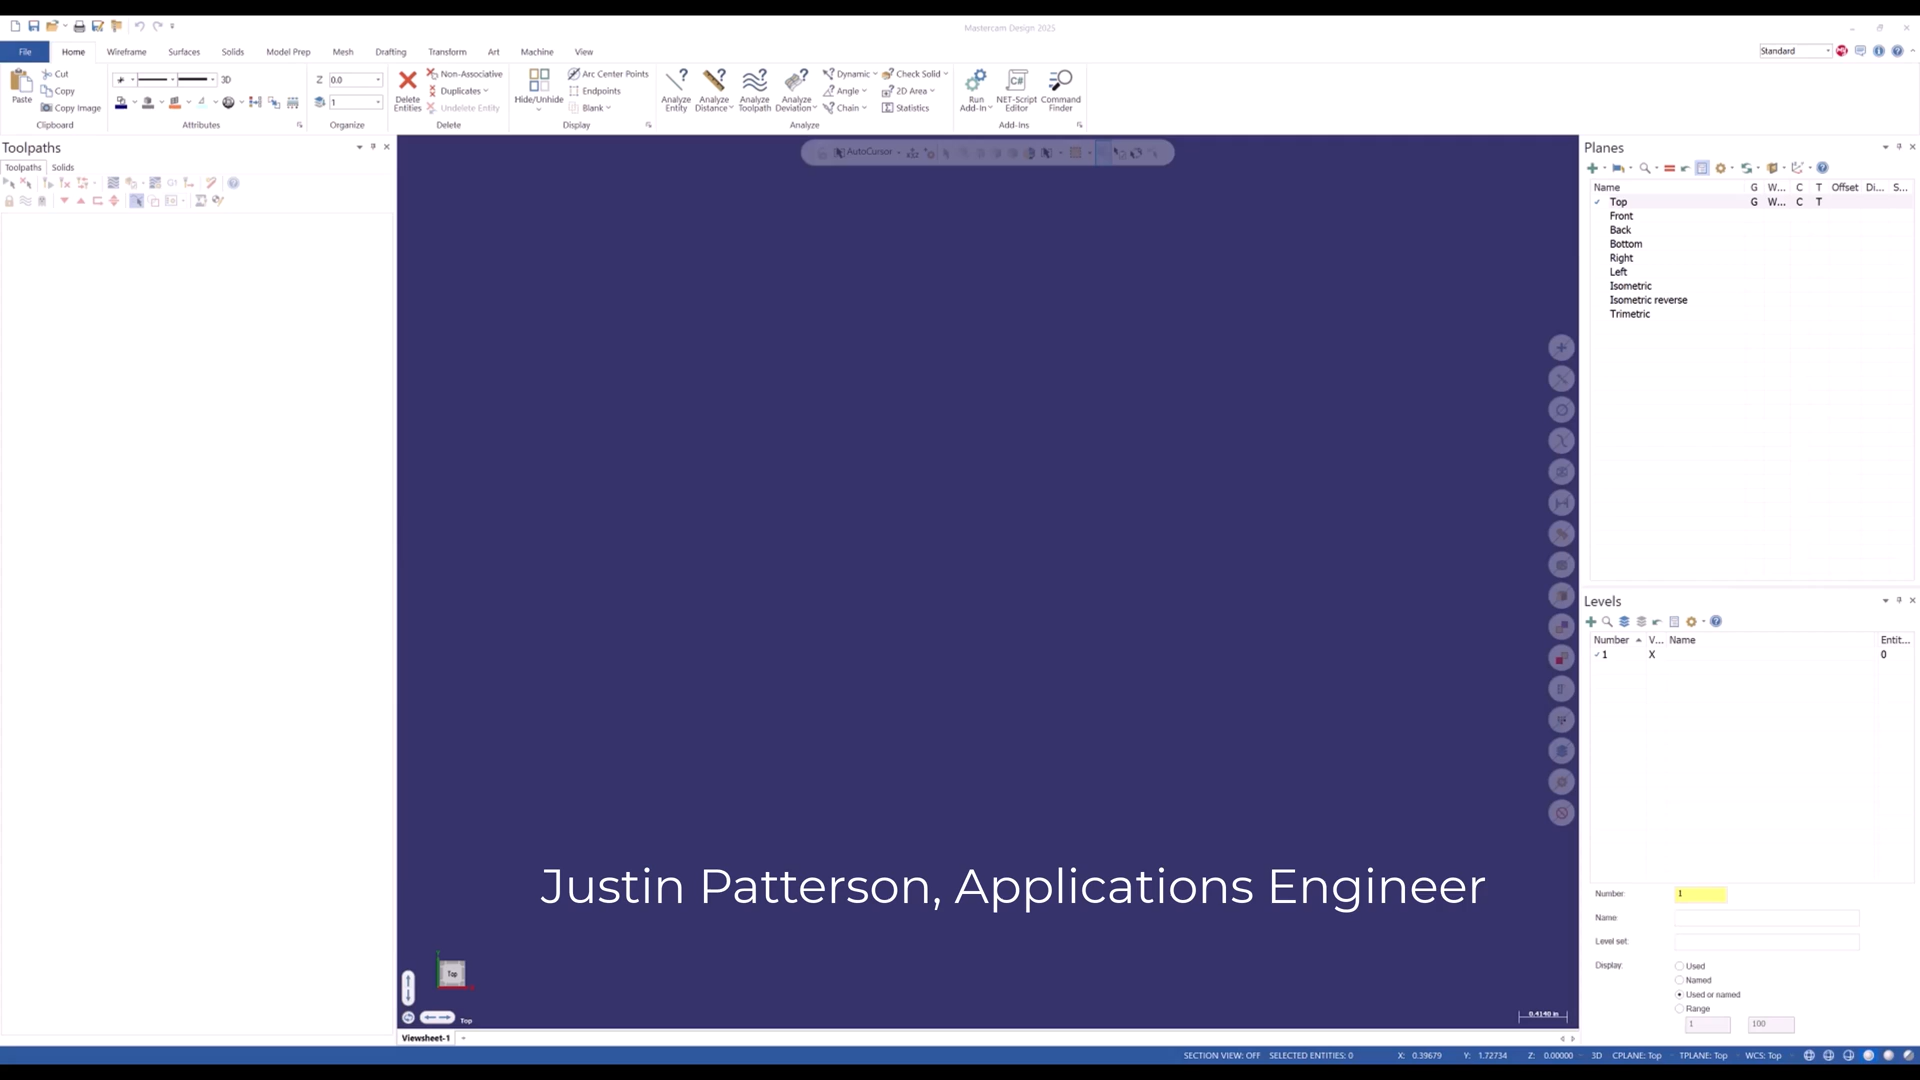 Mastercam Design 2025
File Home Wireframe Surfaces Solids Model Prep Mesh Drafting Transform Art Machine View Standard
Paste Cut Copy Copy Image
Clipboard
3D
Attributes
Z 0.0
1
Organize
Delete Entities Non-Associative Duplicates Undelete Entity
Delete
Hide/Unhide Arc Center Points Endpoints Blank
Display
Analyze Entity Analyze Distance Analyze Toolpath Analyze Deviation Dynamic Angle Chain Check Solid 2D Area Statistics
Analyze
Run Add-In .NET-Script Editor Command Finder
Add-Ins
Toolpaths
Toolpaths Solids
G1
AutoCursor
Planes
Name G W... C T Offset Di... S...
Top G W... C T
Front
Back
Bottom
Right
Left
Isometric
Isometric reverse
Trimetric
Levels
Number V... Name Entit...
1 X 0
Number: 1
Name:
Level set:
Display: Used
Named
Used or named
Range
1 100
Justin Patterson, Applications Engineer
Top
Top
0.4140 in
Viewsheet-1
SECTION VIEW: OFF SELECTED ENTITIES: 0 X: 0.39679 Y: 1.72734 Z: 0.00000 3D CPLANE: Top TPLANE: Top WCS: Top